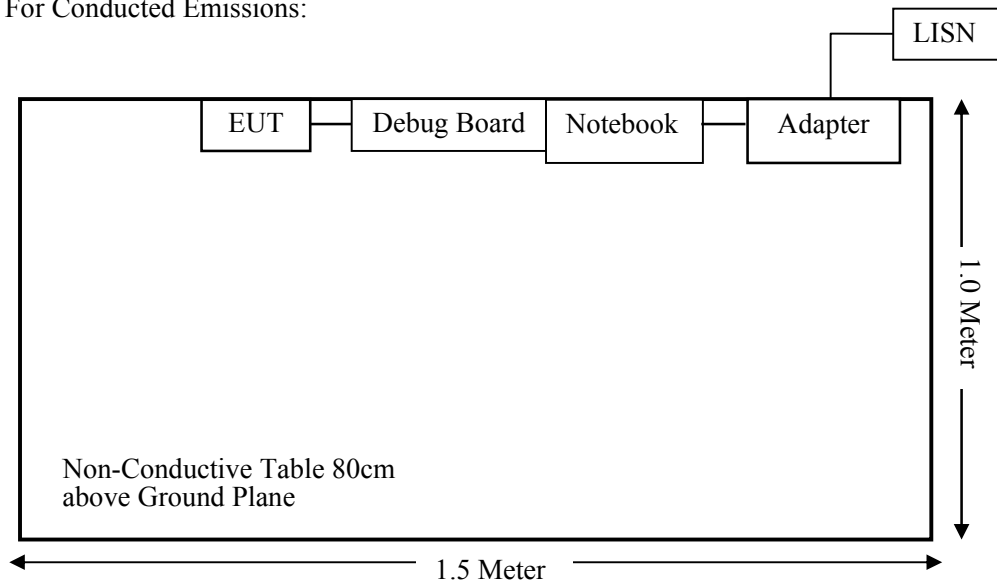 For Conducted Emissions:
LISN
EUT
Debug Board
Notebook
Adapter
1.0 Meter
Non-Conductive Table 80cm
above Ground Plane
1.5 Meter